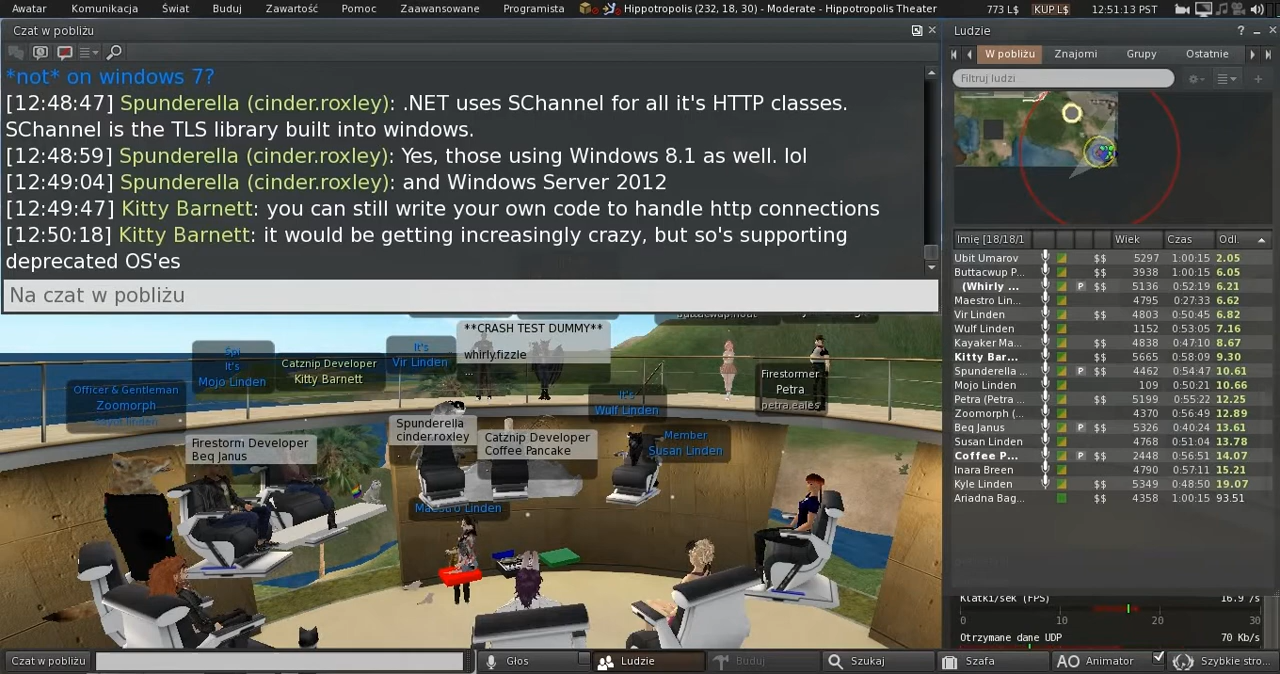 Awatar Komunikacja Świat Buduj Zawartość Pomoc Zaawansowane Programista Hippotropolis (232, 18, 30) - Moderate - Hippotropolis Theater 773 L$ KUP L$ 12:51:13 PST
Czat w pobliżu
*not* on windows 7?
[12:48:47] Spunderella (cinder.roxley): .NET uses SChannel for all it's HTTP classes.
SChannel is the TLS library built into windows.
[12:48:59] Spunderella (cinder.roxley): Yes, those using Windows 8.1 as well. lol
[12:49:04] Spunderella (cinder.roxley): and Windows Server 2012
[12:49:47] Kitty Barnett: you can still write your own code to handle http connections
[12:50:18] Kitty Barnett: it would be getting increasingly crazy, but so's supporting
deprecated OS'es
Na czat w pobliżu
Ludzie
? _ ×
W pobliżu Znajomi Grupy Ostatnie
Filtruj ludzi
Imię [18/18/1 Wiek Czas Odl.
Ubit Umarov $$ 5297 1:00:15 2.05
Buttacwup P... $$ 3938 1:00:15 6.05
(Whirly ... P $$ 5136 0:52:19 6.21
Maestro Lin... 4795 0:27:33 6.62
Vir Linden $$ 4803 0:50:45 6.82
Wulf Linden 1152 0:53:05 7.16
Kayaker Ma... $$ 4838 0:47:10 8.67
Kitty Bar... $$ 5665 0:58:09 9.30
Spunderella ... P $$ 4462 0:54:47 10.61
Mojo Linden 109 0:50:21 10.66
Petra (Petra ... $$ 5199 0:55:22 12.25
Zoomorph (... $$ 4370 0:56:49 12.89
Beq Janus P $$ 5326 0:40:24 13.61
Susan Linden $$ 4768 0:51:04 13.78
Coffee P... P $$ 2448 0:56:51 14.07
Inara Breen $$ 4790 0:57:11 15.21
Kyle Linden $$ 5349 0:48:50 19.07
Ariadna Bag... $$ 4358 1:00:15 93.51
**CRASH TEST DUMMY**
whirly.fizzle
...
It's
Vir Linden
It's
Mojo Linden
Catznip Developer
Kitty Barnett
Officer & Gentleman
Zoomorph
Firestormer
Petra
petra.eales
It's
Wulf Linden
Spunderella
cinder.roxley
Catznip Developer
Coffee Pancake
Member
Susan Linden
Firestorm Developer
Beq Janus
Maestro Linden
Klatki/sek (FPS) 16.9 /s
0 10 20 30
Otrzymane dane UDP 70 Kb/s
Czat w pobliżu Głos Ludzie Buduj Szukaj Szafa AO Animator Szybkie stro...